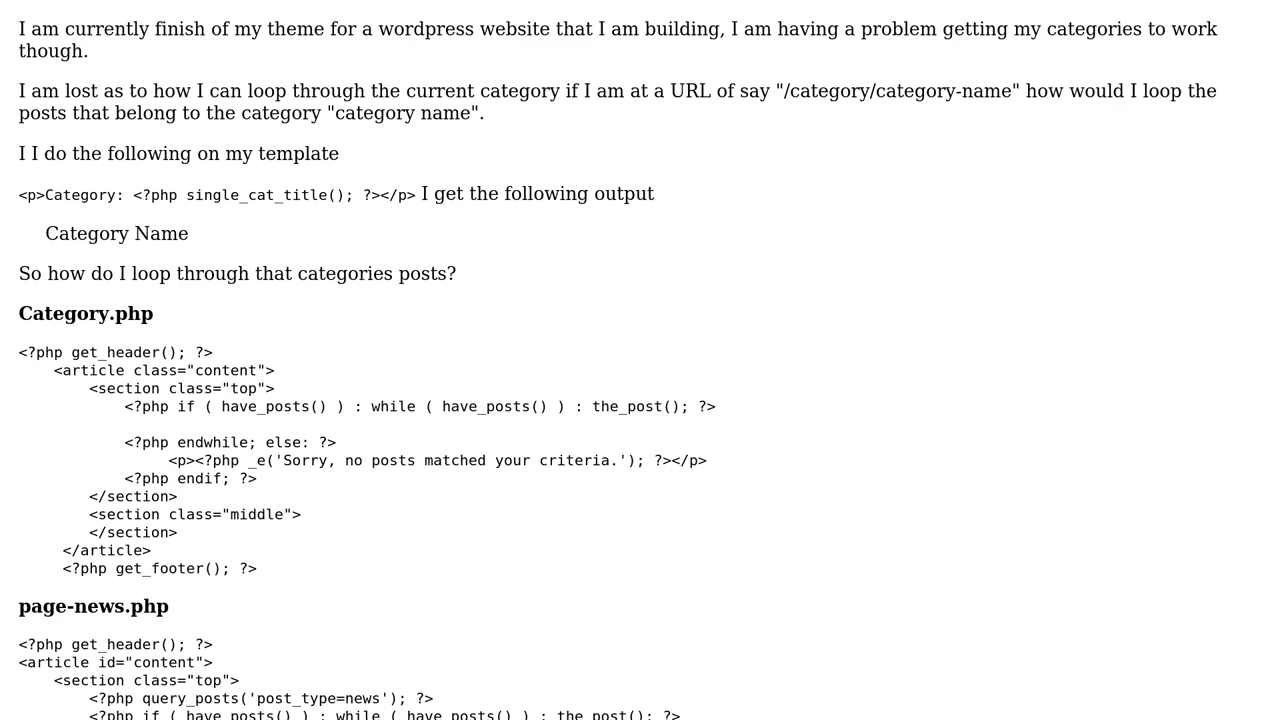 I am currently finish of my theme for a wordpress website that I am building, I am having a problem getting my categories to work
though.
I am lost as to how I can loop through the current category if I am at a URL of say "/category/category-name" how would I loop the
posts that belong to the category "category name".
I I do the following on my template
<p>Category: <?php single_cat_title(); ?></p> I get the following output
Category Name
So how do I loop through that categories posts?
Category.php
<?php get_header(); ?>
    <article class="content">
        <section class="top">
            <?php if ( have_posts() ) : while ( have_posts() ) : the_post(); ?>
            <?php endwhile; else: ?>
                 <p><?php _e('Sorry, no posts matched your criteria.'); ?></p>
            <?php endif; ?>
        </section>
        <section class="middle">
        </section>
     </article>
     <?php get_footer(); ?>
page-news.php
<?php get_header(); ?>
<article id="content">
    <section class="top">
        <?php query_posts('post_type=news'); ?>
        <?php if ( have_posts() ) : while ( have_posts() ) : the_post(); ?>